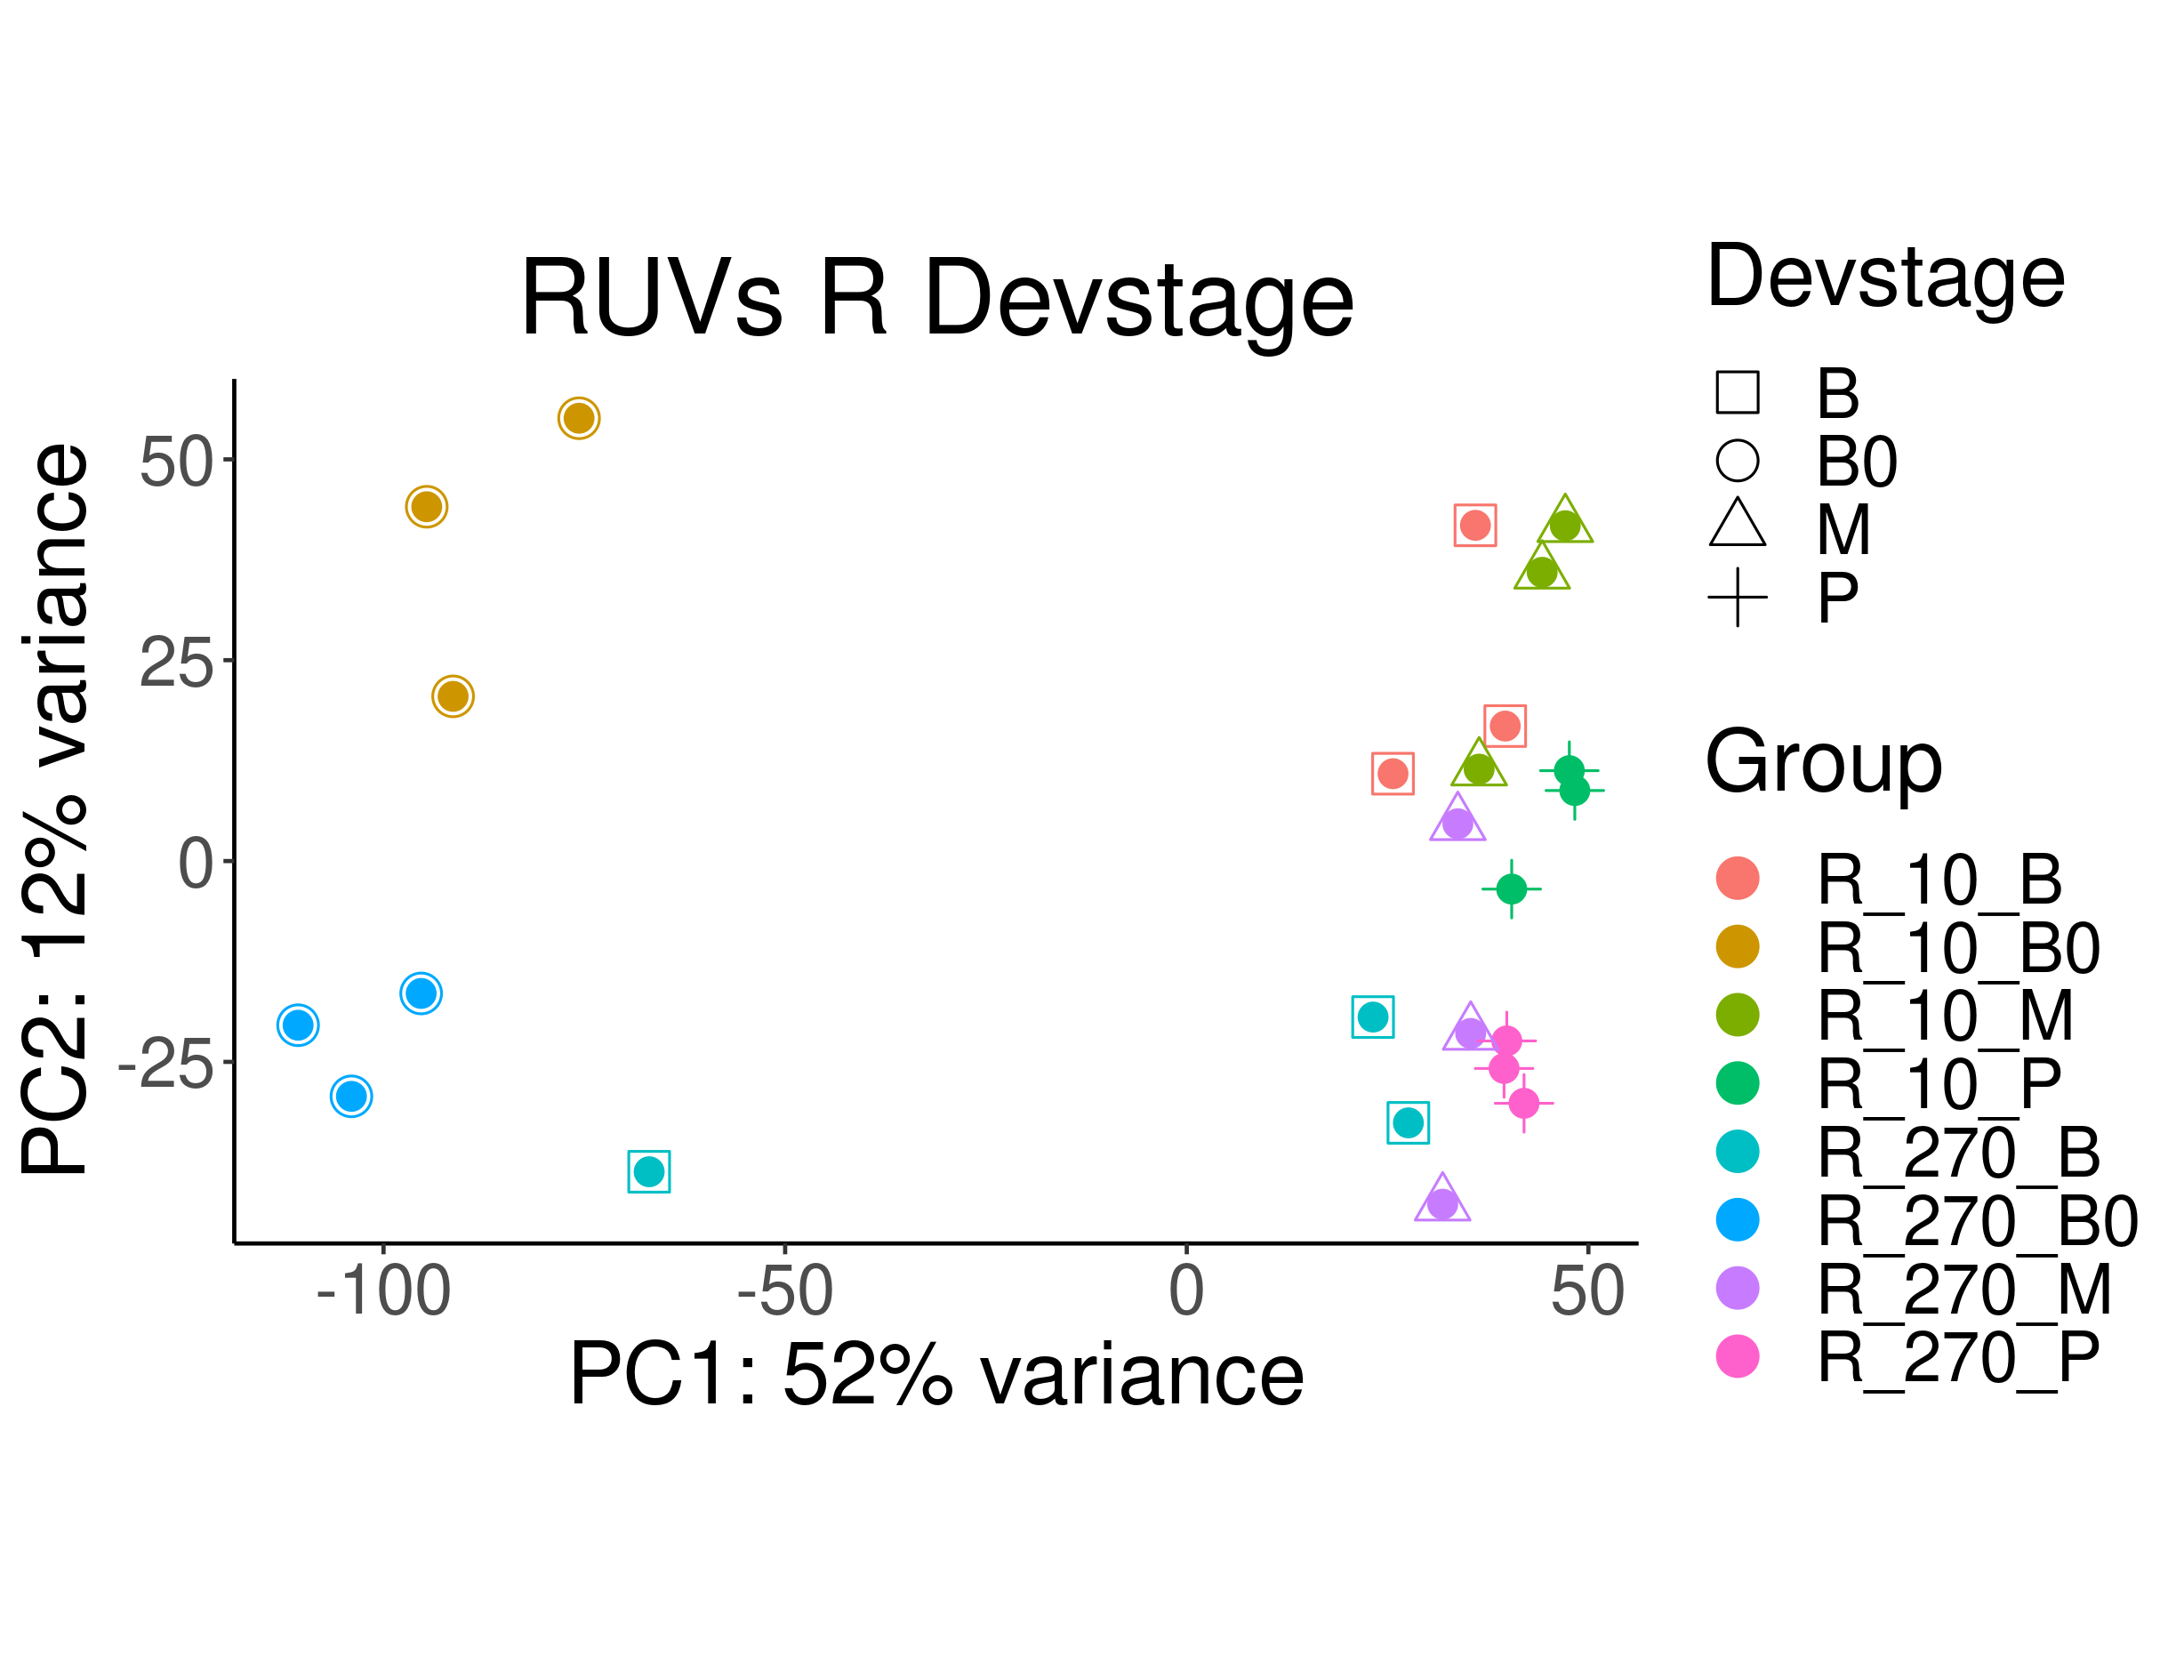 RUVs R Devstage
PC2: 12% variance
50
25
0
-25
-100
-50
0
50
PC1: 52% variance
Devstage
B
B0
M
P
Group
R_10_B
R_10_B0
R_10_M
R_10_P
R_270_B
R_270_B0
R_270_M
R_270_P